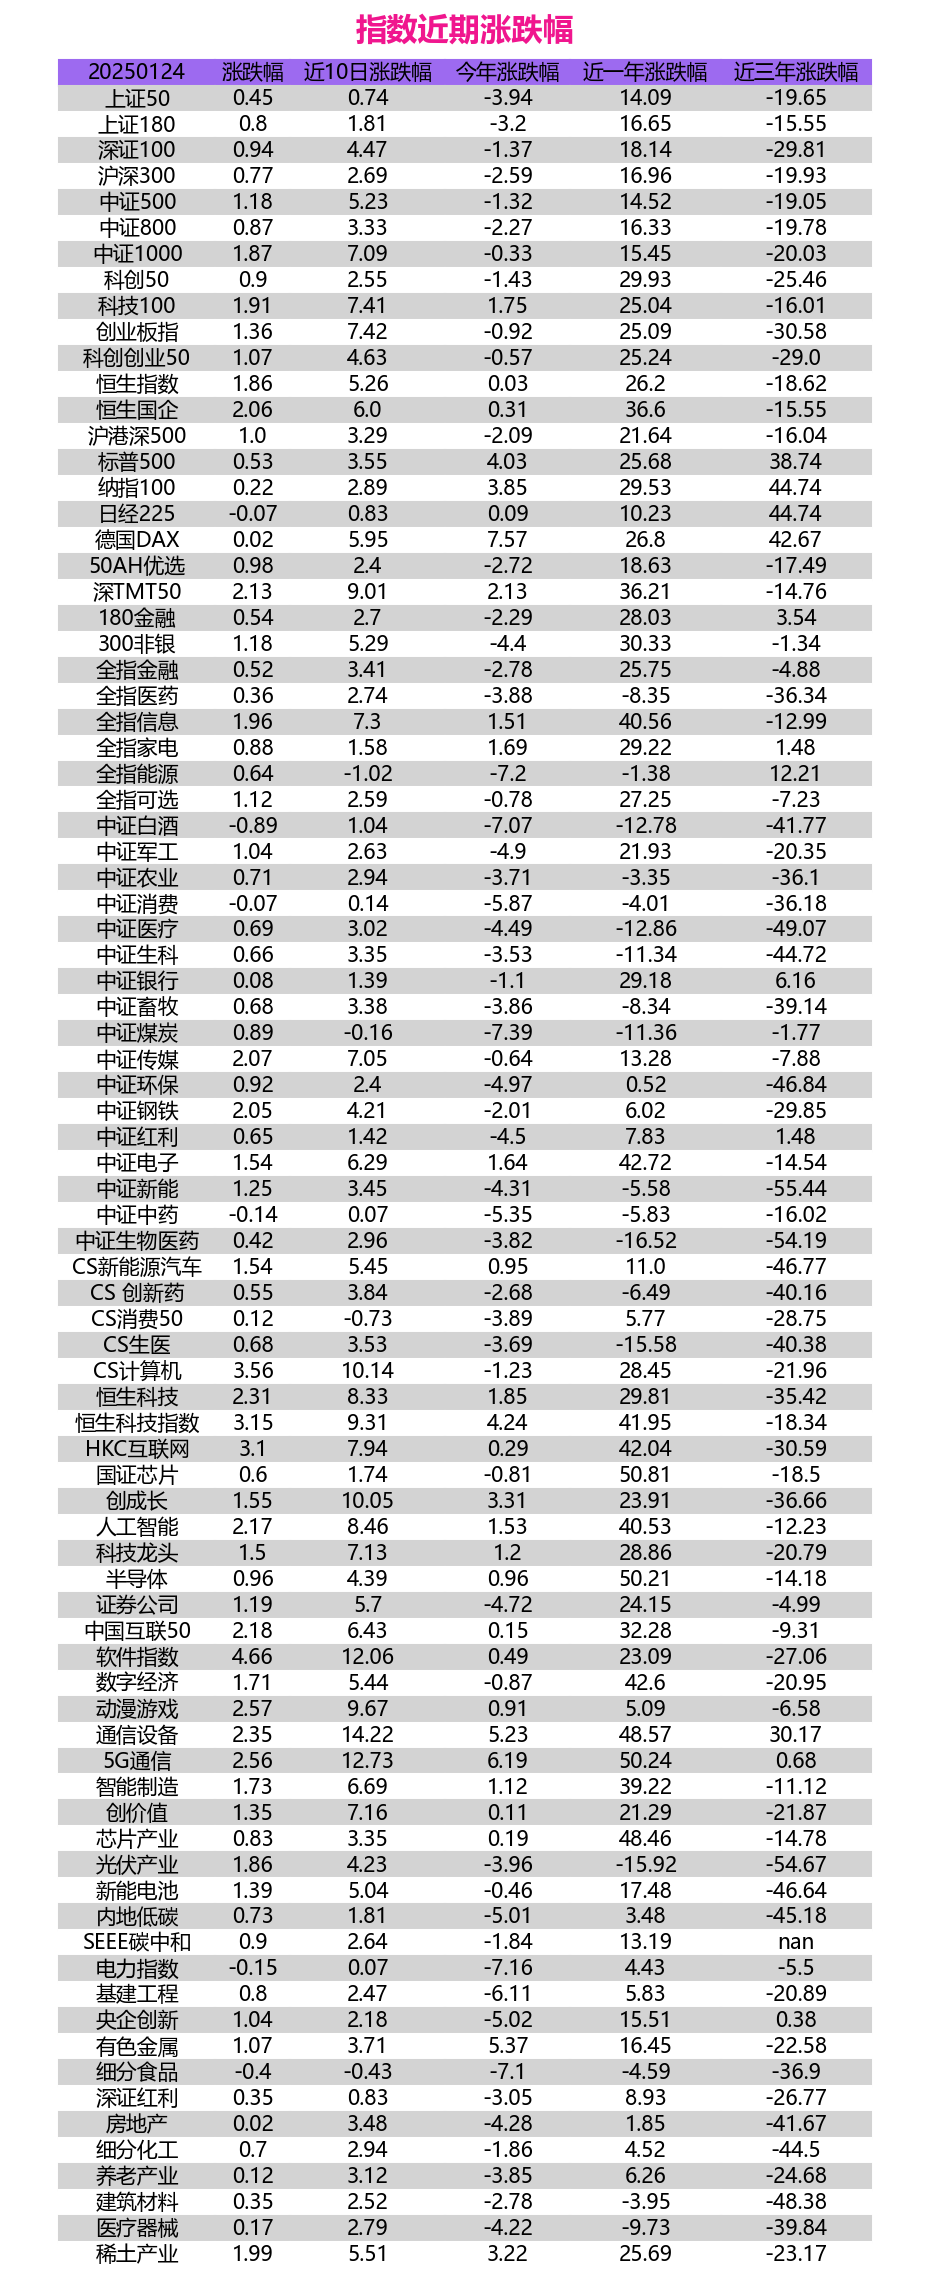 指数近期涨跌幅
20250124 涨跌幅 近10日涨跌幅 今年涨跌幅 近一年涨跌幅 近三年涨跌幅
上证50 0.45 0.74 -3.94 14.09 -19.65
上证180 0.8 1.81 -3.2 16.65 -15.55
深证100 0.94 4.47 -1.37 18.14 -29.81
沪深300 0.77 2.69 -2.59 16.96 -19.93
中证500 1.18 5.23 -1.32 14.52 -19.05
中证800 0.87 3.33 -2.27 16.33 -19.78
中证1000 1.87 7.09 -0.33 15.45 -20.03
科创50 0.9 2.55 -1.43 29.93 -25.46
科技100 1.91 7.41 1.75 25.04 -16.01
创业板指 1.36 7.42 -0.92 25.09 -30.58
科创创业50 1.07 4.63 -0.57 25.24 -29.0
恒生指数 1.86 5.26 0.03 26.2 -18.62
恒生国企 2.06 6.0 0.31 36.6 -15.55
沪港深500 1.0 3.29 -2.09 21.64 -16.04
标普500 0.53 3.55 4.03 25.68 38.74
纳指100 0.22 2.89 3.85 29.53 44.74
日经225 -0.07 0.83 0.09 10.23 44.74
德国DAX 0.02 5.95 7.57 26.8 42.67
50AH优选 0.98 2.4 -2.72 18.63 -17.49
深TMT50 2.13 9.01 2.13 36.21 -14.76
180金融 0.54 2.7 -2.29 28.03 3.54
300非银 1.18 5.29 -4.4 30.33 -1.34
全指金融 0.52 3.41 -2.78 25.75 -4.88
全指医药 0.36 2.74 -3.88 -8.35 -36.34
全指信息 1.96 7.3 1.51 40.56 -12.99
全指家电 0.88 1.58 1.69 29.22 1.48
全指能源 0.64 -1.02 -7.2 -1.38 12.21
全指可选 1.12 2.59 -0.78 27.25 -7.23
中证白酒 -0.89 1.04 -7.07 -12.78 -41.77
中证军工 1.04 2.63 -4.9 21.93 -20.35
中证农业 0.71 2.94 -3.71 -3.35 -36.1
中证消费 -0.07 0.14 -5.87 -4.01 -36.18
中证医疗 0.69 3.02 -4.49 -12.86 -49.07
中证生科 0.66 3.35 -3.53 -11.34 -44.72
中证银行 0.08 1.39 -1.1 29.18 6.16
中证畜牧 0.68 3.38 -3.86 -8.34 -39.14
中证煤炭 0.89 -0.16 -7.39 -11.36 -1.77
中证传媒 2.07 7.05 -0.64 13.28 -7.88
中证环保 0.92 2.4 -4.97 0.52 -46.84
中证钢铁 2.05 4.21 -2.01 6.02 -29.85
中证红利 0.65 1.42 -4.5 7.83 1.48
中证电子 1.54 6.29 1.64 42.72 -14.54
中证新能 1.25 3.45 -4.31 -5.58 -55.44
中证中药 -0.14 0.07 -5.35 -5.83 -16.02
中证生物医药 0.42 2.96 -3.82 -16.52 -54.19
CS新能源汽车 1.54 5.45 0.95 11.0 -46.77
CS 创新药 0.55 3.84 -2.68 -6.49 -40.16
CS消费50 0.12 -0.73 -3.89 5.77 -28.75
CS生医 0.68 3.53 -3.69 -15.58 -40.38
CS计算机 3.56 10.14 -1.23 28.45 -21.96
恒生科技 2.31 8.33 1.85 29.81 -35.42
恒生科技指数 3.15 9.31 4.24 41.95 -18.34
HKC互联网 3.1 7.94 0.29 42.04 -30.59
国证芯片 0.6 1.74 -0.81 50.81 -18.5
创成长 1.55 10.05 3.31 23.91 -36.66
人工智能 2.17 8.46 1.53 40.53 -12.23
科技龙头 1.5 7.13 1.2 28.86 -20.79
半导体 0.96 4.39 0.96 50.21 -14.18
证券公司 1.19 5.7 -4.72 24.15 -4.99
中国互联50 2.18 6.43 0.15 32.28 -9.31
软件指数 4.66 12.06 0.49 23.09 -27.06
数字经济 1.71 5.44 -0.87 42.6 -20.95
动漫游戏 2.57 9.67 0.91 5.09 -6.58
通信设备 2.35 14.22 5.23 48.57 30.17
5G通信 2.56 12.73 6.19 50.24 0.68
智能制造 1.73 6.69 1.12 39.22 -11.12
创价值 1.35 7.16 0.11 21.29 -21.87
芯片产业 0.83 3.35 0.19 48.46 -14.78
光伏产业 1.86 4.23 -3.96 -15.92 -54.67
新能电池 1.39 5.04 -0.46 17.48 -46.64
内地低碳 0.73 1.81 -5.01 3.48 -45.18
SEEE碳中和 0.9 2.64 -1.84 13.19 nan
电力指数 -0.15 0.07 -7.16 4.43 -5.5
基建工程 0.8 2.47 -6.11 5.83 -20.89
央企创新 1.04 2.18 -5.02 15.51 0.38
有色金属 1.07 3.71 5.37 16.45 -22.58
细分食品 -0.4 -0.43 -7.1 -4.59 -36.9
深证红利 0.35 0.83 -3.05 8.93 -26.77
房地产 0.02 3.48 -4.28 1.85 -41.67
细分化工 0.7 2.94 -1.86 4.52 -44.5
养老产业 0.12 3.12 -3.85 6.26 -24.68
建筑材料 0.35 2.52 -2.78 -3.95 -48.38
医疗器械 0.17 2.79 -4.22 -9.73 -39.84
稀土产业 1.99 5.51 3.22 25.69 -23.17